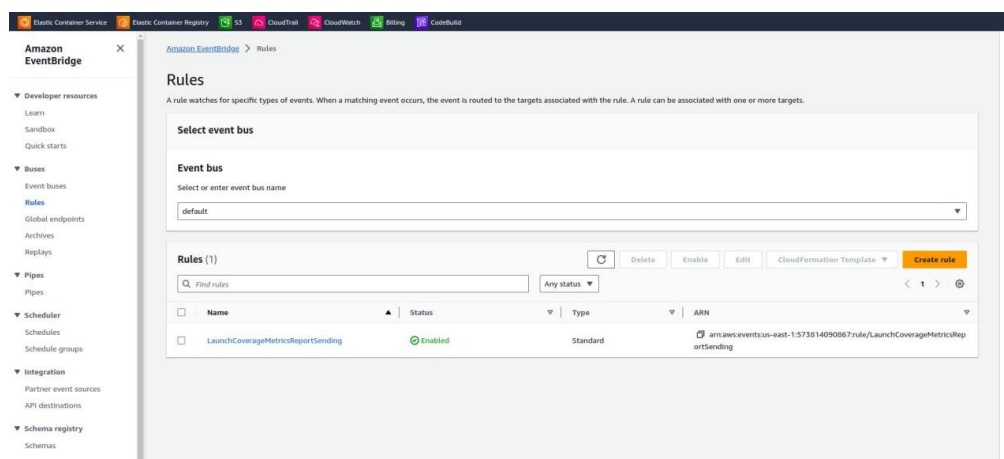 Elastic Container Service Elastic Container Registry S3 CloudTrail CloudWatch Billing CodeBuild
Amazon EventBridge > Rules
Amazon
EventBridge
Developer resources
Learn
Sandbox
Quick starts
Buses
Event buses
Rules
Global endpoints
Archives
Replays
Pipes
Pipes
Scheduler
Schedules
Schedule groups
Integration
Partner event sources
API destinations
Schema registry
Schemas
Rules
A rule watches for specific types of events. When a matching event occurs, the event is routed to the targets associated with the rule. A rule can be associated with one or more targets.
Select event bus
Event bus
Select or enter event bus name
default
Rules (1)
Delete Enable Edit CloudFormation Template Create rule
Find rules Any status < 1 >
Name Status Type ARN
LaunchCoverageMetricsReportSending Enabled Standard arn:aws:events:us-east-1:573814090867:rule/LaunchCoverageMetricsRep
ortSending